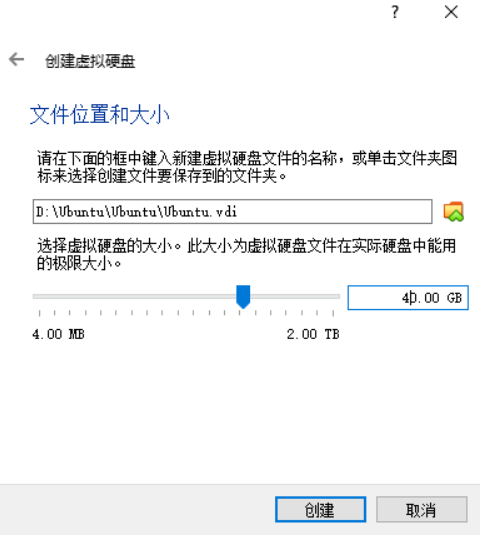 ?
创建虚拟硬盘
文件位置和大小
请在下面的框中键入新建虚拟硬盘文件的名称，或单击文件夹图
标来选择创建文件要保存到的文件夹。
D:\Ubuntu\Ubuntu\Ubuntu.vdi
选择虚拟硬盘的大小。此大小为虚拟硬盘文件在实际硬盘中能用
的极限大小。
40.00 GB
4.00 MB 2.00 TB
创建 取消